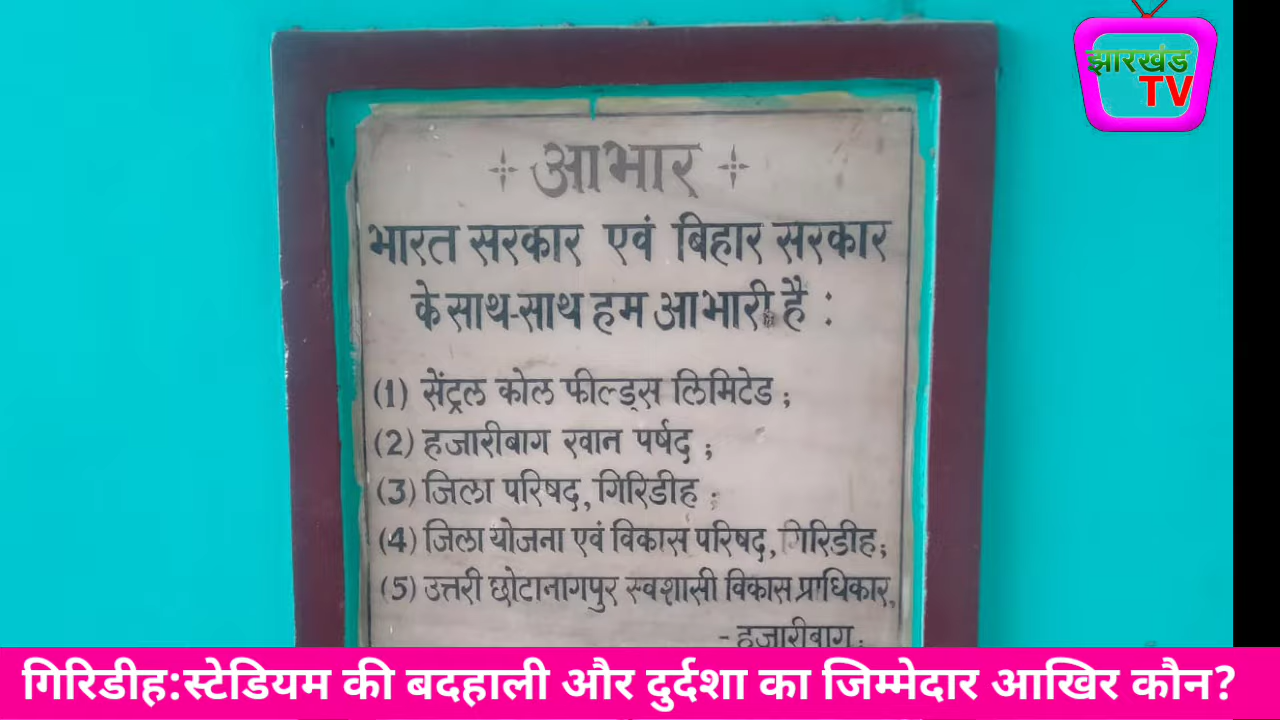 झारखंड
TV
आभार
भारत सरकार एवं बिहार सरकार
के साथ-साथ हम आभारी है :
(1) सेंट्रल कोल फील्ड्स लिमिटेड ;
(2) हजारीबाग खान पर्षद ;
(3) जिला परिषद, गिरिडीह ;
(4) जिला योजना एवं विकास परिषद, गिरिडीह;
(5) उत्तरी छोटानागपुर स्वशासी विकास प्राधिकार,
- हजारीबाग;
गिरिडीह:स्टेडियम की बदहाली और दुर्दशा का जिम्मेदार आखिर कौन?